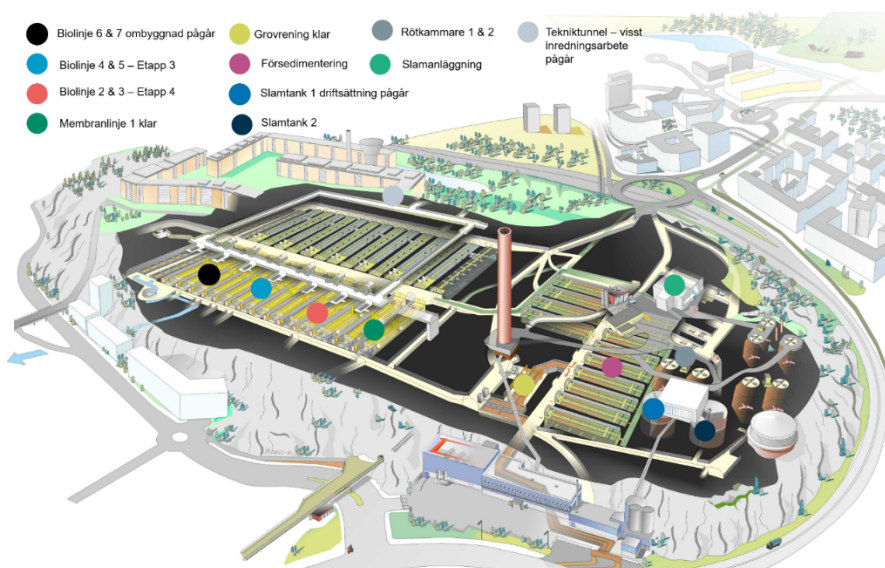 Biolinje 6 & 7 ombyggnad pågår
Biolinje 4 & 5 – Etapp 3
Biolinje 2 & 3 – Etapp 4
Membranlinje 1 klar
Grovrening klar
Försedimentering
Slamtank 1 driftsättning pågår
Slamtank 2
Rötkammare 1 & 2
Slamanläggning
Tekniktunnel – visst
inredningsarbete
pågår